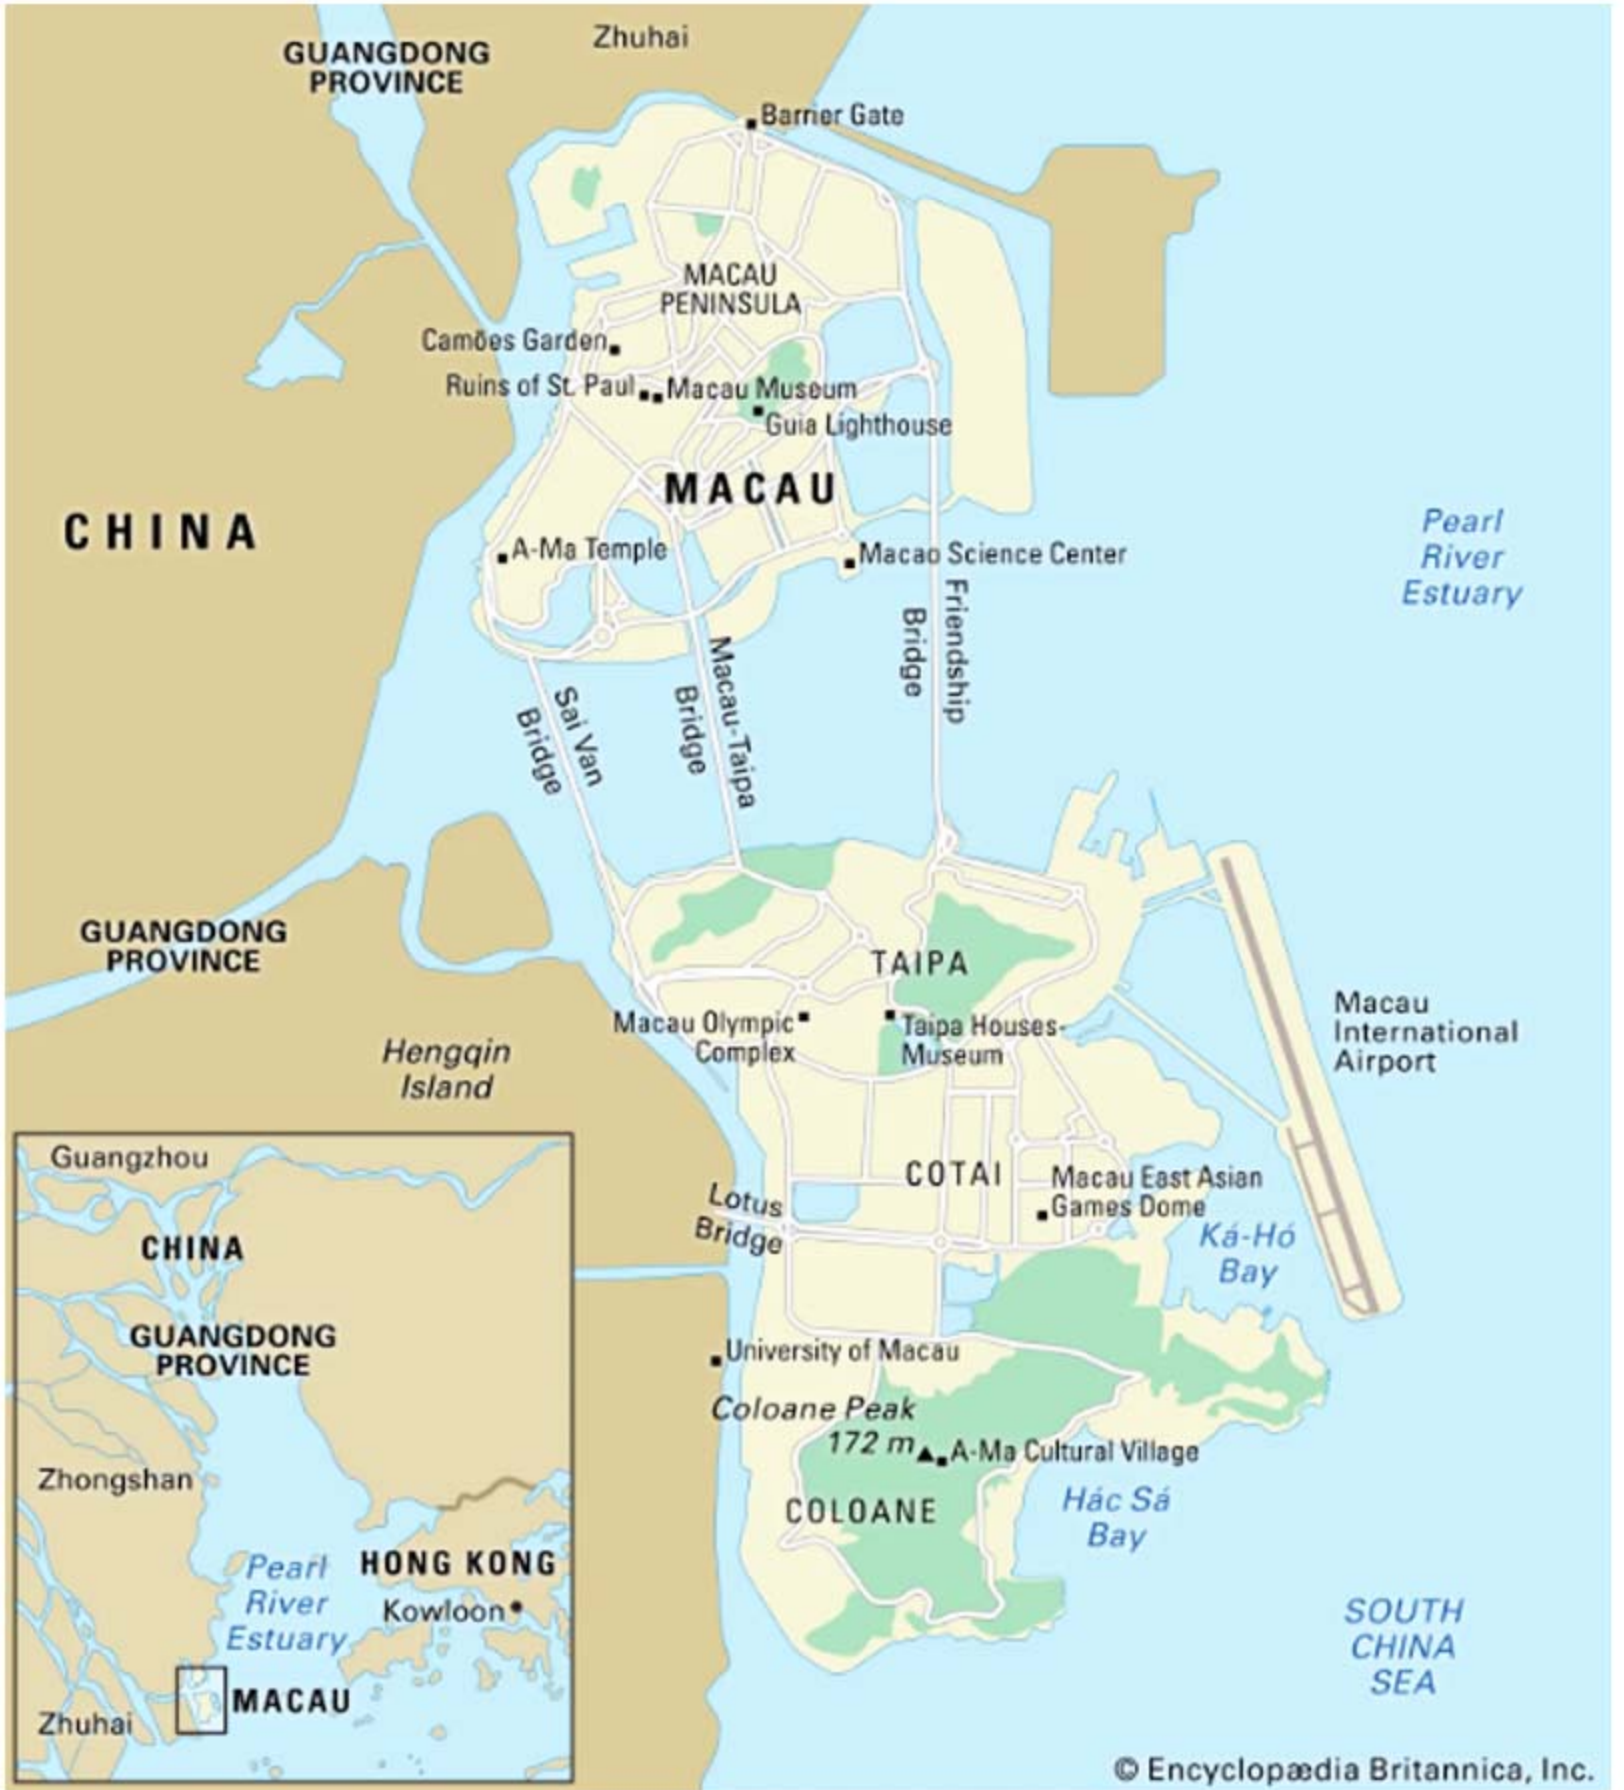 Zhuhai
GUANGDONG
PROVINCE
Barrier Gate
MACAU
PENINSULA
Camões Garden
Ruins of St. Paul
Macau Museum
Guia Lighthouse
MACAU
CHINA
Pearl
River
Estuary
A-Ma Temple
Macao Science Center
Friendship
Bridge
Macau-Taipa
Bridge
Sai Van
Bridge
GUANGDONG
PROVINCE
TAIPA
Macau
International
Airport
Macau Olympic
Complex
Taipa Houses-
Museum
Hengqin
Island
COTAI
Macau East Asian
Games Dome
Lotus
Bridge
Ká-Hó
Bay
University of Macau
Coloane Peak
172 m
A-Ma Cultural Village
COLOANE
Hác Sá
Bay
SOUTH
CHINA
SEA
Guangzhou
CHINA
GUANGDONG
PROVINCE
Zhongshan
Pearl
River
Estuary
HONG KONG
Kowloon
MACAU
Zhuhai
© Encyclopædia Britannica, Inc.